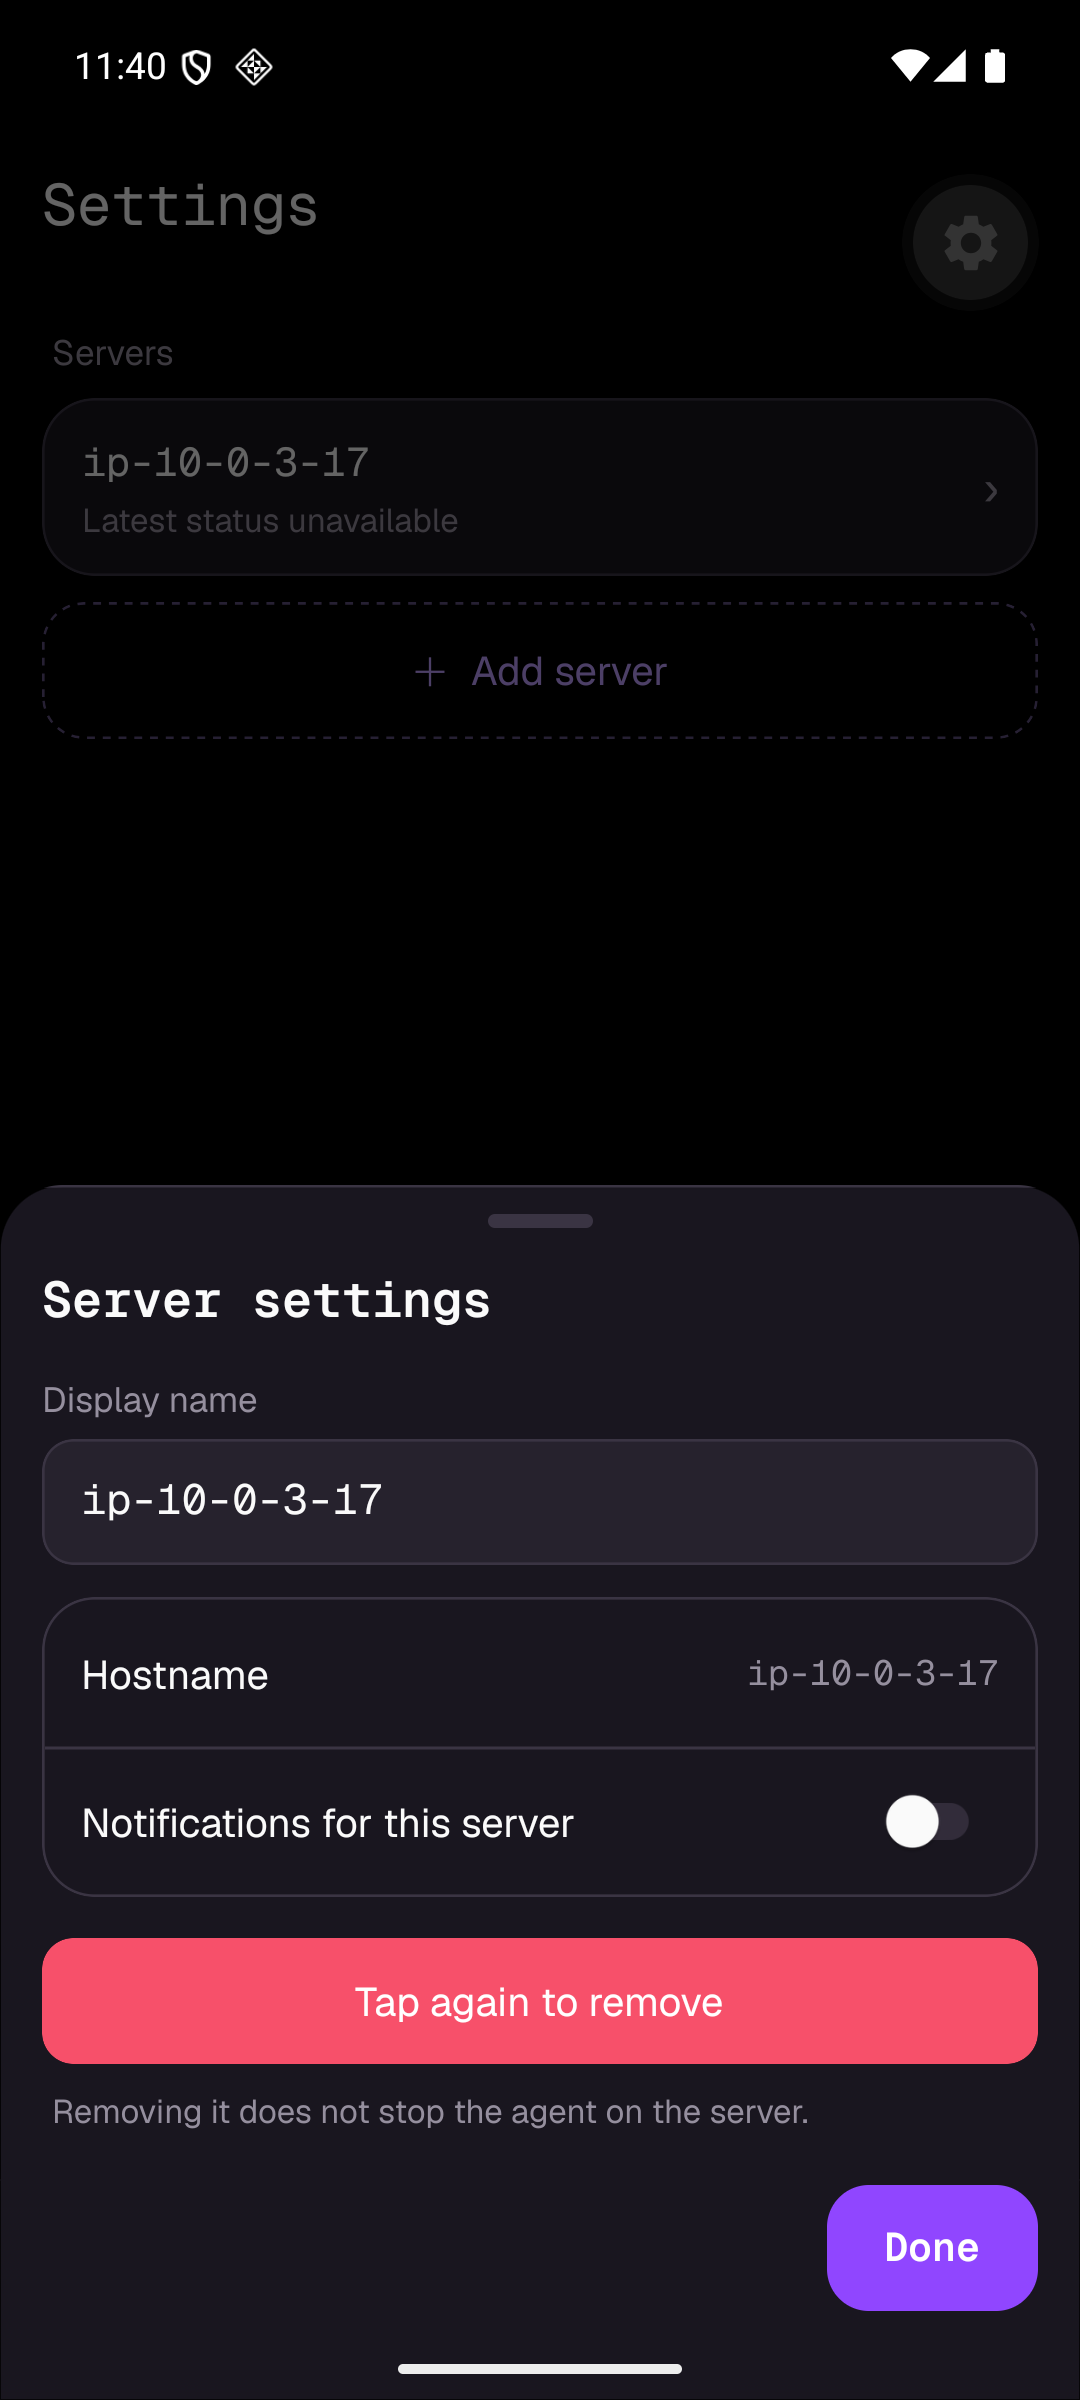 11:40
Settings
Servers
ip-10-0-3-17
Latest status unavailable
+ Add server
Server settings
Display name
ip-10-0-3-17
Hostname ip-10-0-3-17
Notifications for this server
Tap again to remove
Removing it does not stop the agent on the server.
Done